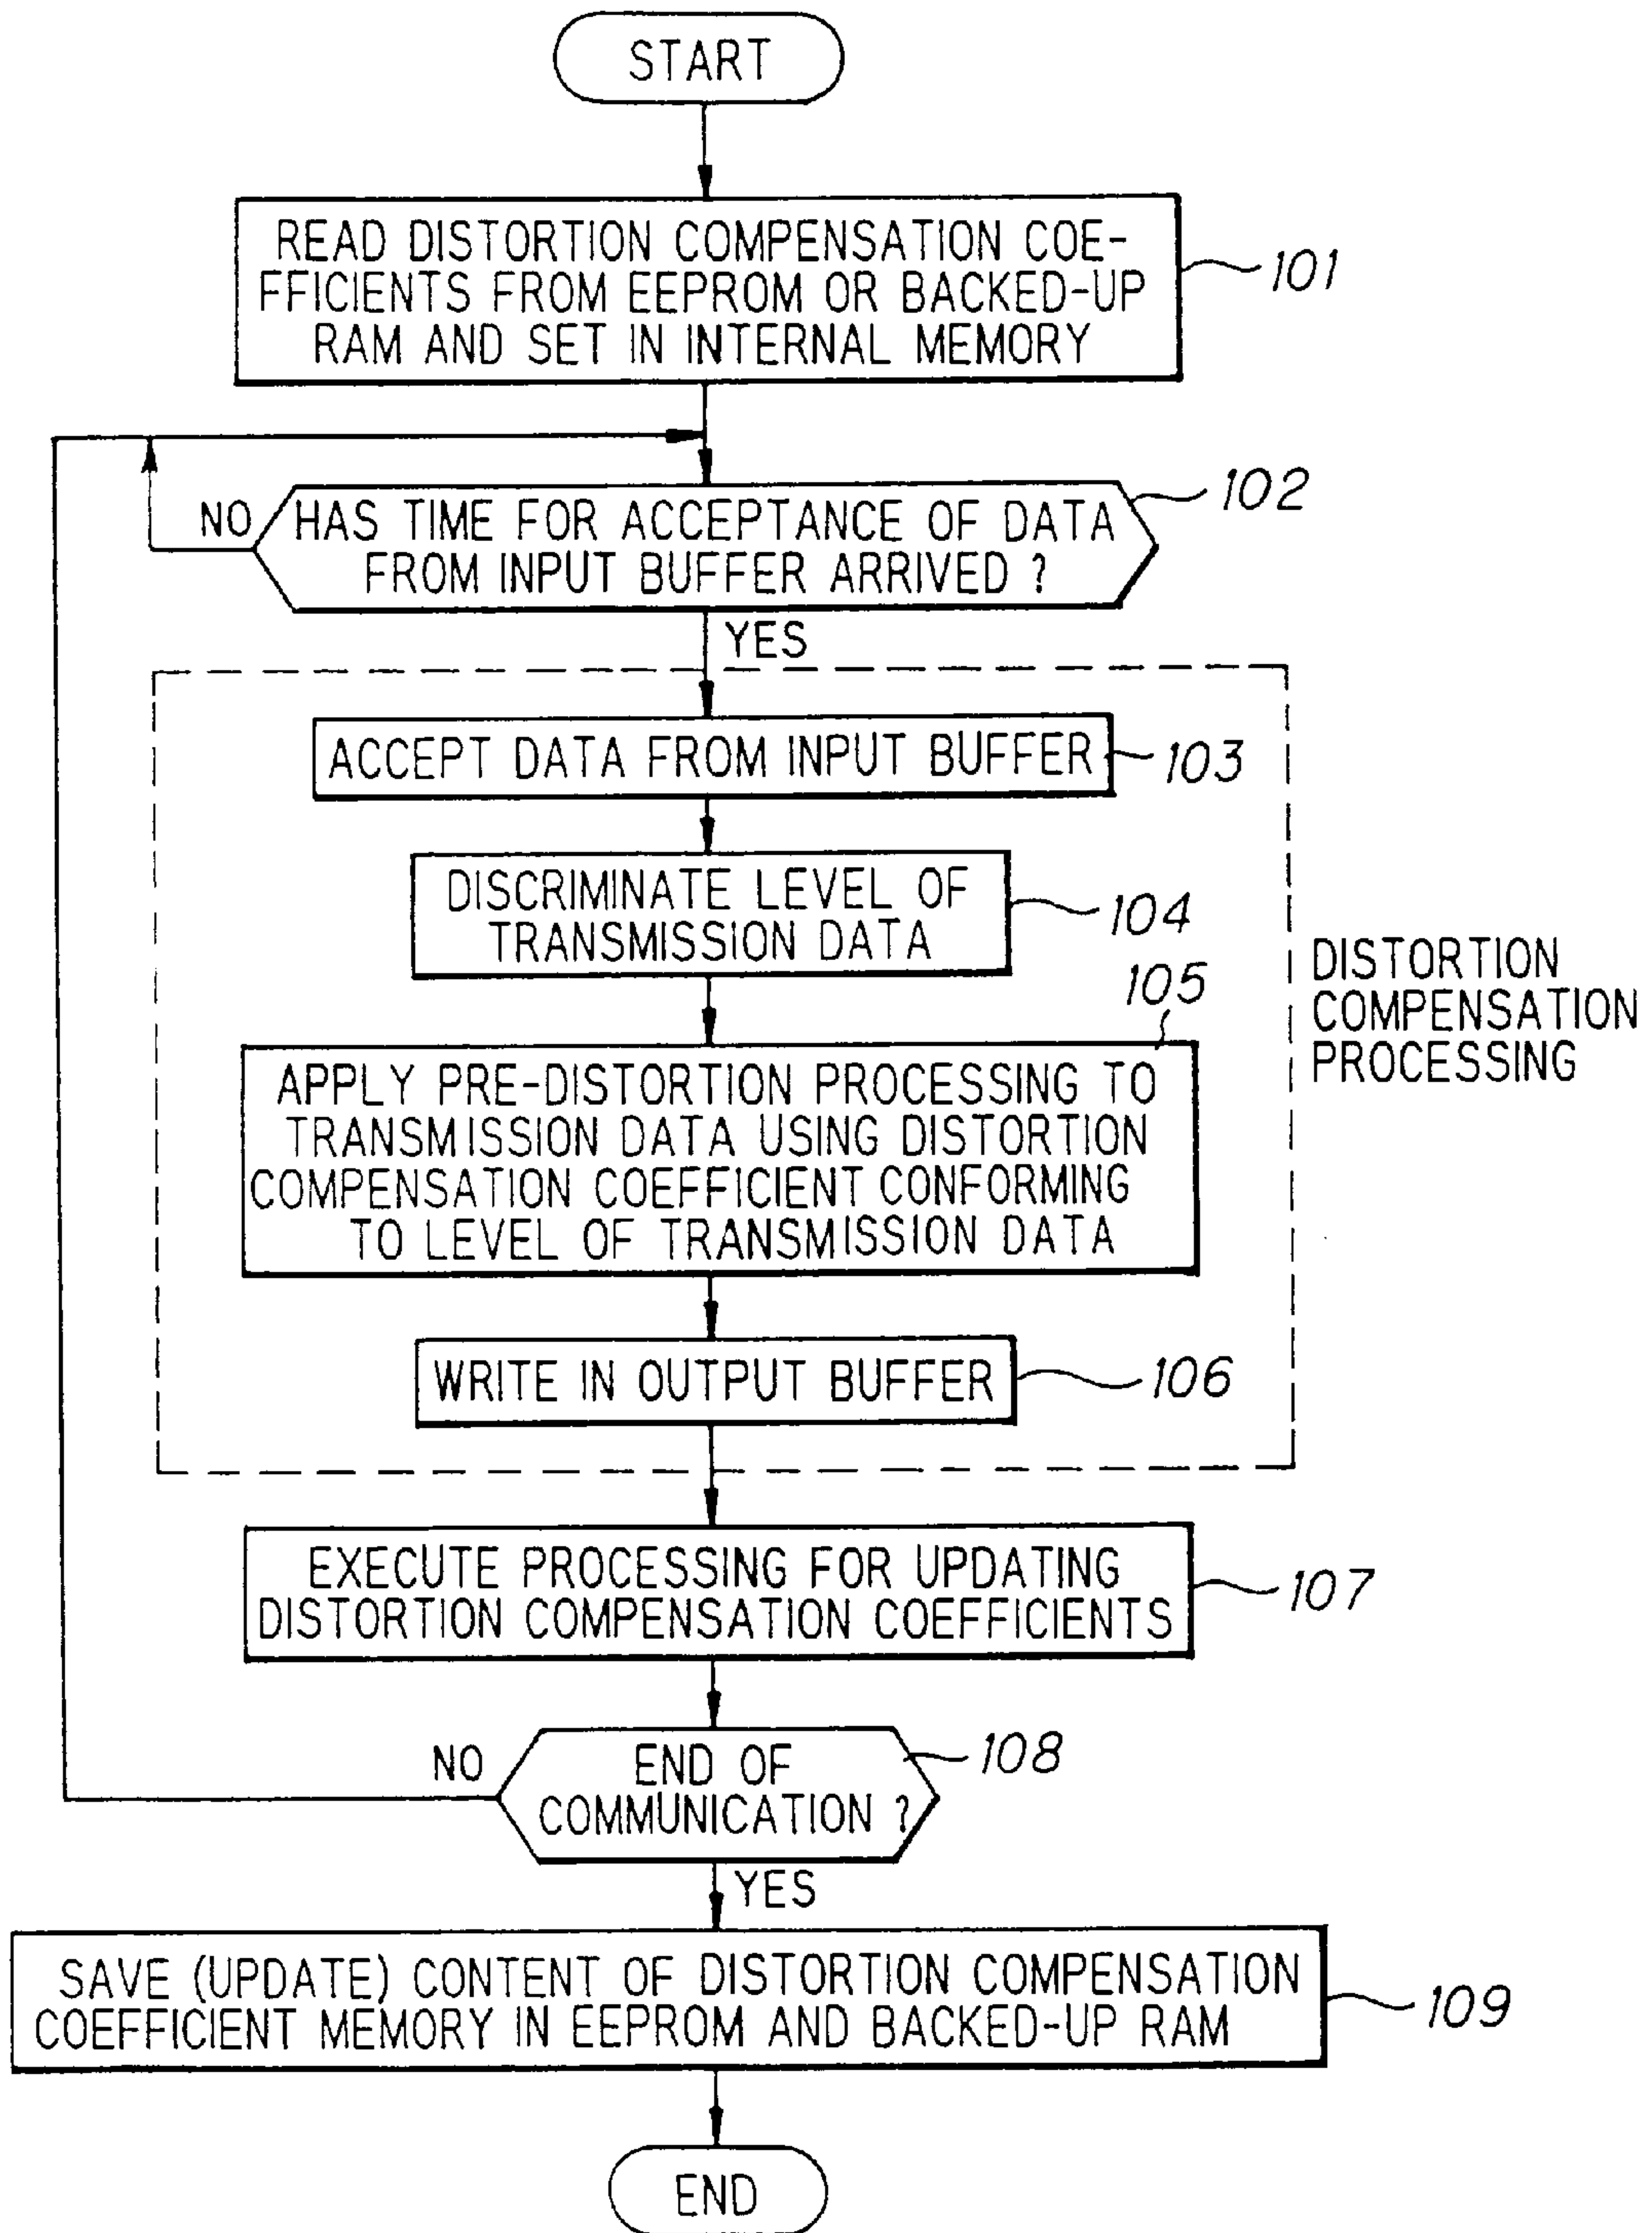 START
READ DISTORTION COMPENSATION COE-
FFICIENTS FROM EEPROM OR BACKED-UP
RAM AND SET IN INTERNAL MEMORY
101
HAS TIME FOR ACCEPTANCE OF DATA
FROM INPUT BUFFER ARRIVED ?
102
NO
YES
ACCEPT DATA FROM INPUT BUFFER
103
DISCRIMINATE LEVEL OF
TRANSMISSION DATA
104
DISTORTION
COMPENSATION
PROCESSING
105
APPLY PRE-DISTORTION PROCESSING TO
TRANSMISSION DATA USING DISTORTION
COMPENSATION COEFFICIENT CONFORMING
TO LEVEL OF TRANSMISSION DATA
WRITE IN OUTPUT BUFFER
106
EXECUTE PROCESSING FOR UPDATING
DISTORTION COMPENSATION COEFFICIENTS
107
NO
END OF
COMMUNICATION ?
108
YES
SAVE (UPDATE) CONTENT OF DISTORTION COMPENSATION
COEFFICIENT MEMORY IN EEPROM AND BACKED-UP RAM
109
END